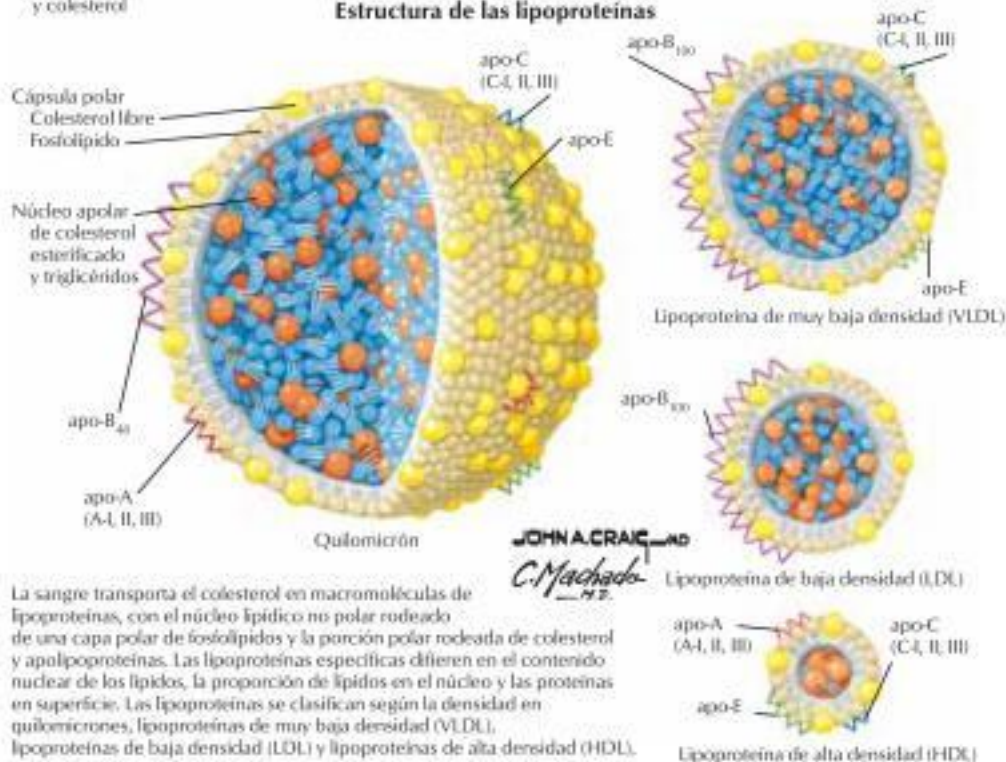 y colesterol
Estructura de las lipoproteínas
Cápsula polar
Colesterol libre
Fosfolípido
Núcleo apolar
de colesterol
esterificado
y triglicéridos
apo-B48
apo-A
(A-I, II, III)
apo-C
(C-I, II, III)
apo-E
Quilomicrón
apo-B100
apo-C
(C-I, II, III)
apo-E
Lipoproteína de muy baja densidad (VLDL)
apo-B100
Lipoproteína de baja densidad (LDL)
apo-A
(A-I, II, III)
apo-C
(C-I, II, III)
apo-E
Lipoproteína de alta densidad (HDL)
JOHN A. CRAIG MD
C. Machado
M.D.
La sangre transporta el colesterol en macromoléculas de
lipoproteínas, con el núcleo lipídico no polar rodeado
de una capa polar de fosfolípidos y la porción polar rodeada de colesterol
y apolipoproteínas. Las lipoproteínas específicas difieren en el contenido
nuclear de los lípidos, la proporción de lípidos en el núcleo y las proteínas
en superficie. Las lipoproteínas se clasifican según la densidad en
quilomicrones, lipoproteínas de muy baja densidad (VLDL),
lipoproteínas de baja densidad (LDL) y lipoproteínas de alta densidad (HDL).